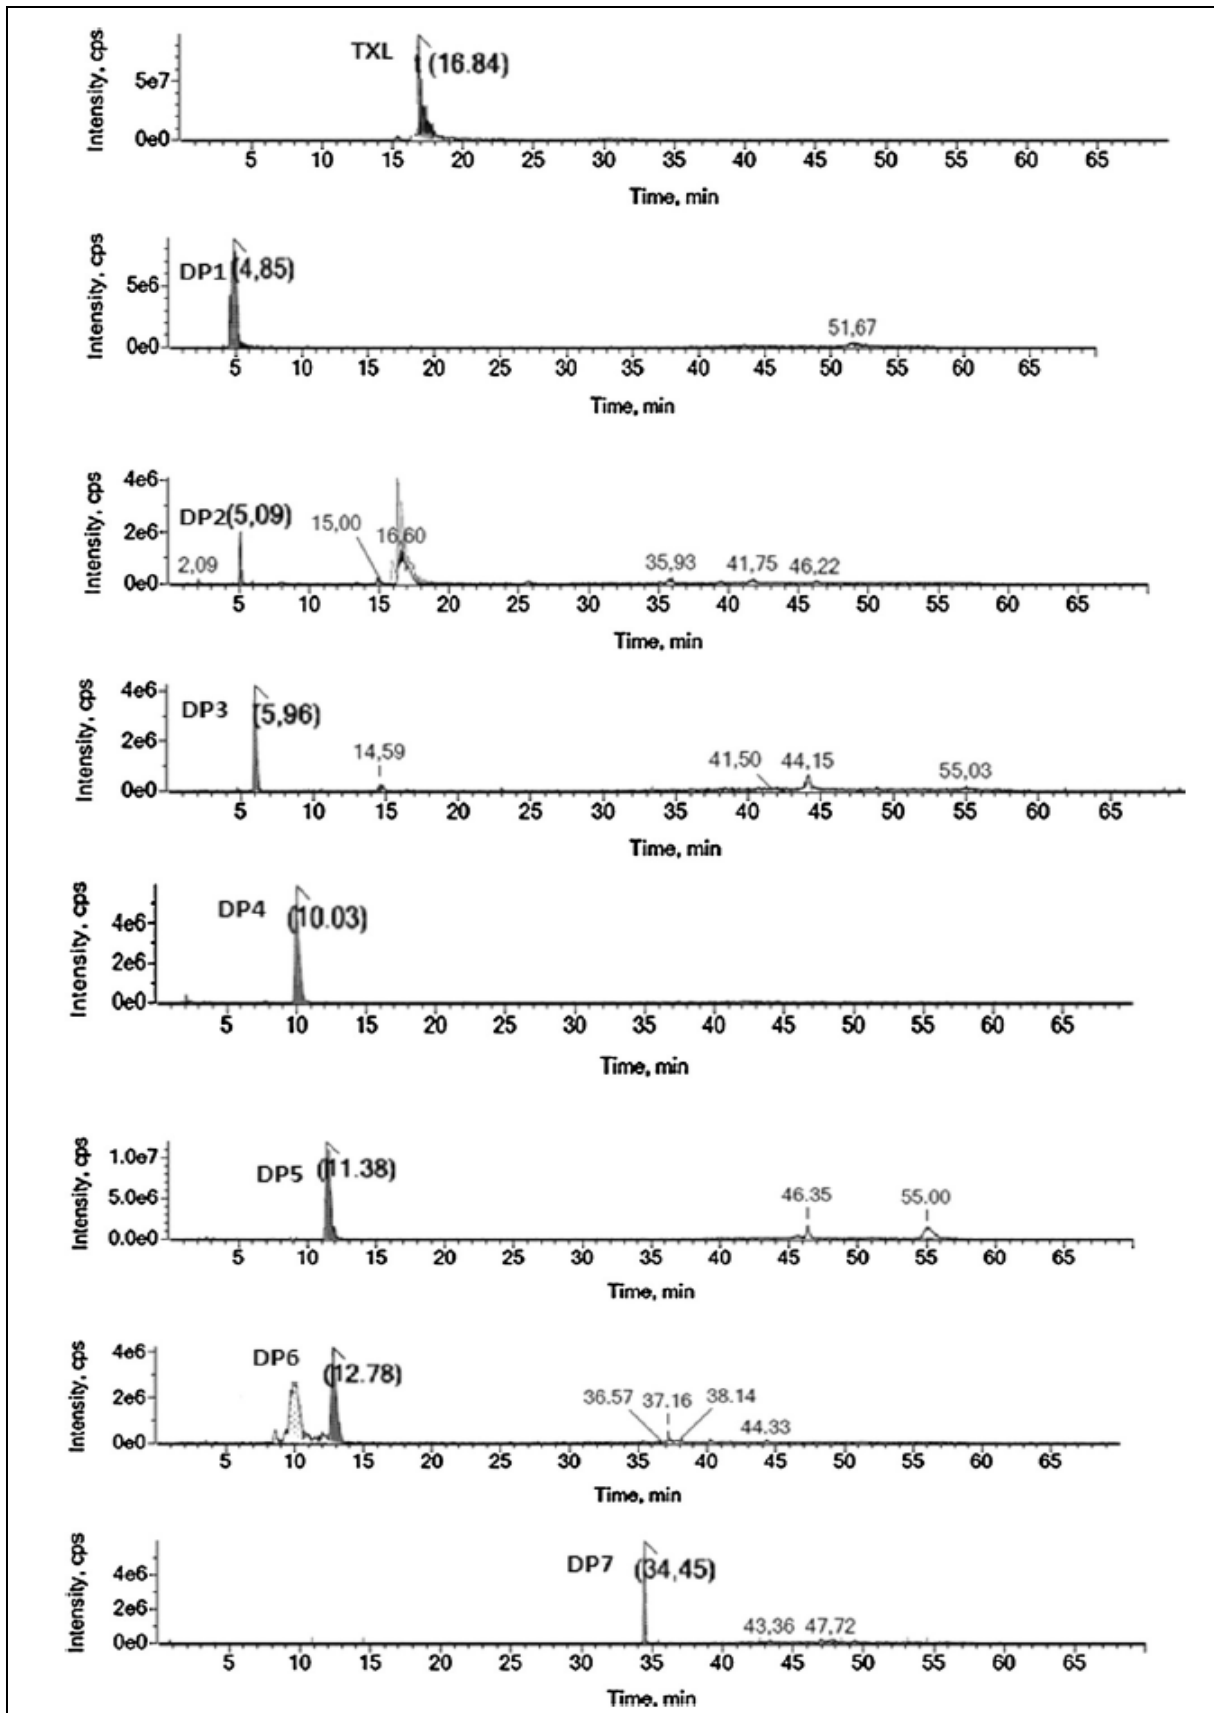 Intensity, cps
TXL (16.84)
5e7
0e0
5 10 15 20 25 30 35 40 45 50 55 60 65
Time, min
Intensity, cps
DP1 (4,85)
5e6
51,67
0e0
5 10 15 20 25 30 35 40 45 50 55 60 65
Time, min
Intensity, cps
4e6
DP2 (5,09) 15,00
2e6
16,60
2,09 35,93 41,75 46,22
0e0
5 10 15 20 25 30 35 40 45 50 55 60 65
Time, min
Intensity, cps
4e6
DP3 (5,96)
2e6
14,59 41,50 44,15 55,03
0e0
5 10 15 20 25 30 35 40 45 50 55 60 65
Time, min
Intensity, cps
DP4 (10.03)
4e6
2e6
0e0
5 10 15 20 25 30 35 40 45 50 55 60 65
Time, min
Intensity, cps
1.0e7
DP5 (11.38)
5.0e6
46.35 55.00
0.0e0
5 10 15 20 25 30 35 40 45 50 55 60 65
Time, min
Intensity, cps
4e6
DP6 (12.78)
2e6
36.57 37.16 38.14
44.33
0e0
5 10 15 20 25 30 35 40 45 50 55 60 65
Time, min
Intensity, cps
DP7 (34,45)
4e6
2e6
43,36 47,72
0e0
5 10 15 20 25 30 35 40 45 50 55 60 65
Time, min